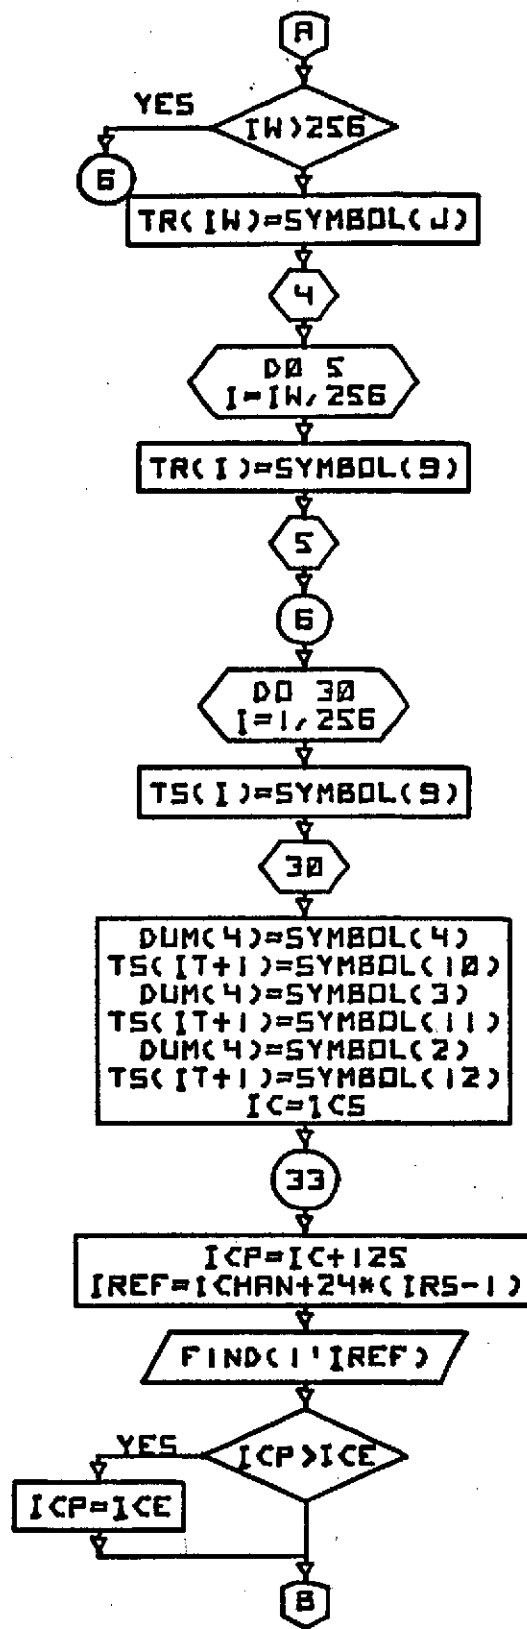 A
YES
IW>256
6
TR(IW)=SYMBOL(J)
4
DØ 5
I=IW,256
TR(I)=SYMBOL(9)
5
6
DO 30
I=1,256
TS(I)=SYMBOL(9)
30
DUM(4)=SYMBOL(4)
TS(IT+1)=SYMBOL(10)
DUM(4)=SYMBOL(3)
TS(IT+1)=SYMBOL(11)
DUM(4)=SYMBOL(2)
TS(IT+1)=SYMBOL(12)
IC=ICS
33
ICP=IC+125
IREF=ICHAN+24*(IRS-1)
FIND(1'IREF)
YES
ICP>ICE
ICP=ICE
B